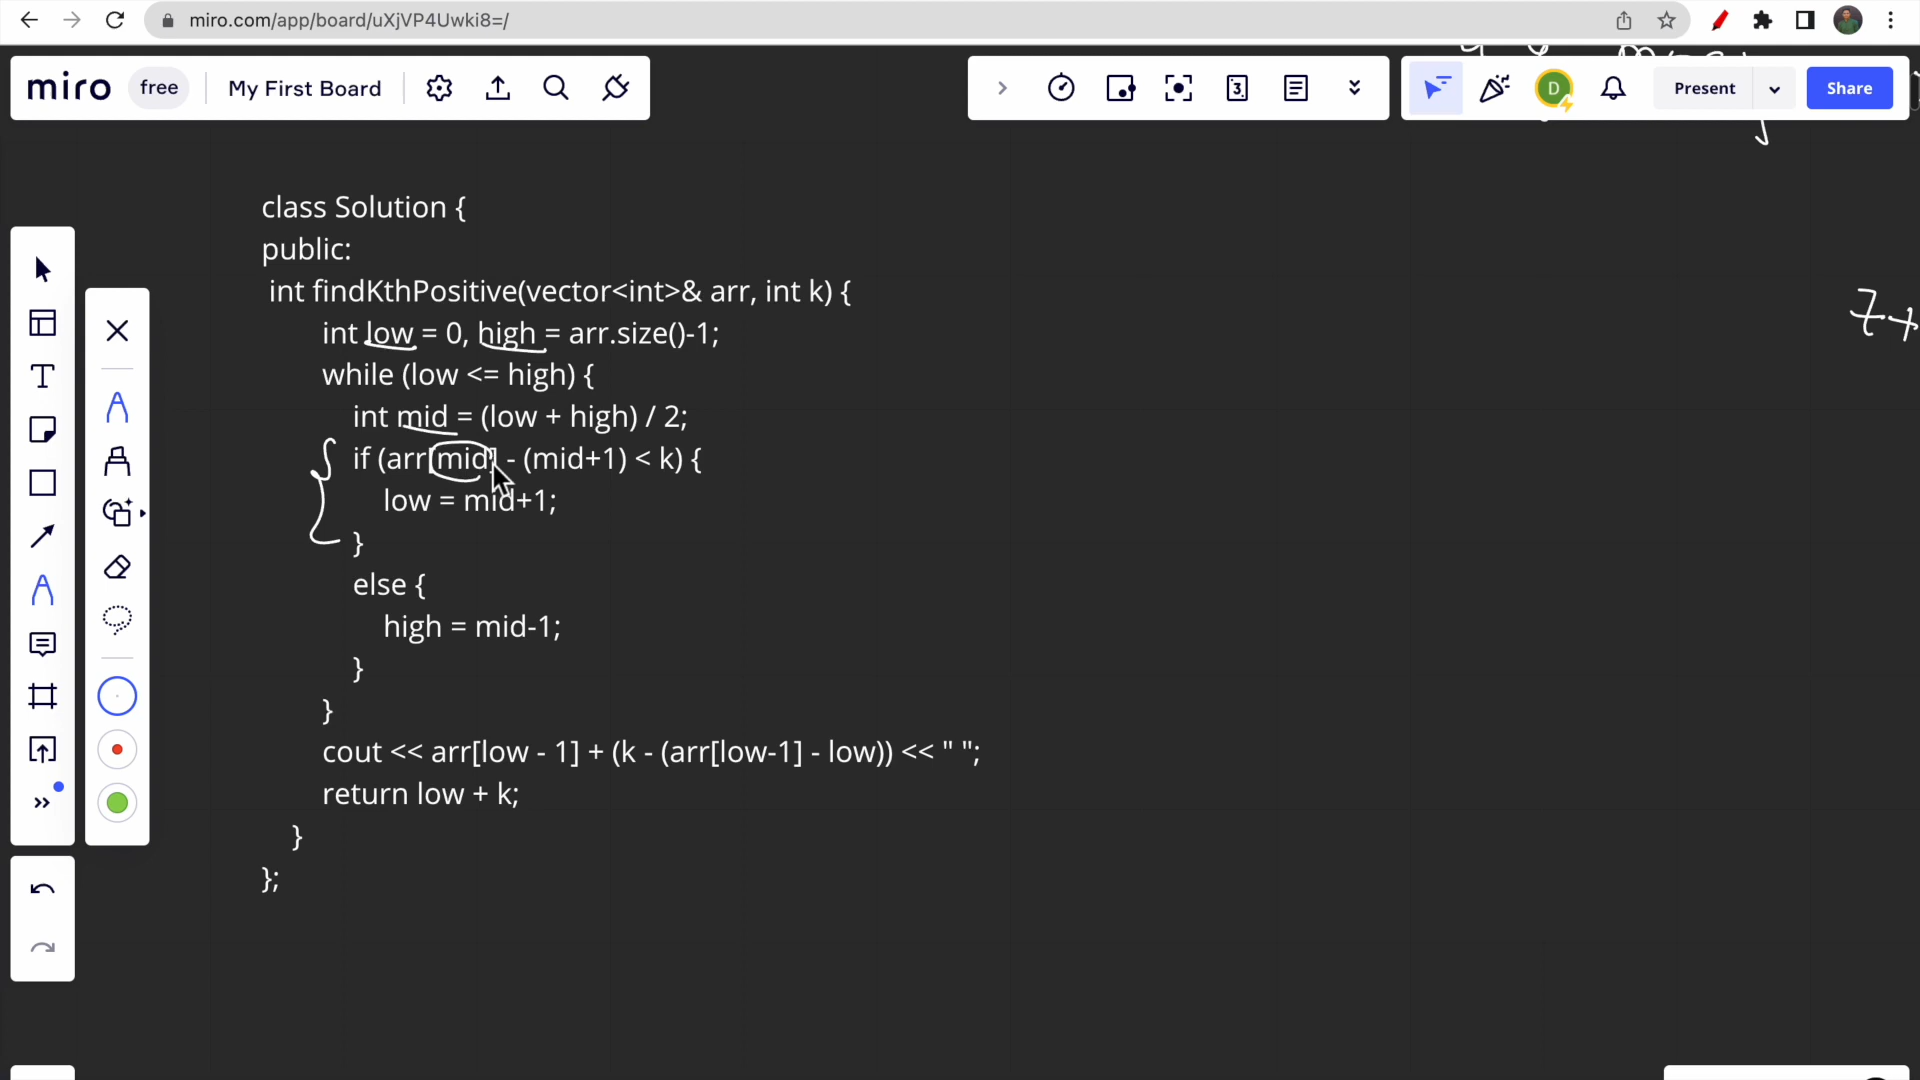 miro.com/app/board/uXjVP4Uwki8=/
miro free My First Board
3
D
Present
Share
class Solution {
public:
int findKthPositive(vector<int>& arr, int k) {
int low = 0, high = arr.size()-1;
while (low <= high) {
int mid = (low + high) / 2;
if (arr[mid] - (mid+1) < k) {
low = mid+1;
}
else {
high = mid-1;
}
}
cout << arr[low - 1] + (k - (arr[low-1] - low)) << " ";
return low + k;
}
};
7+